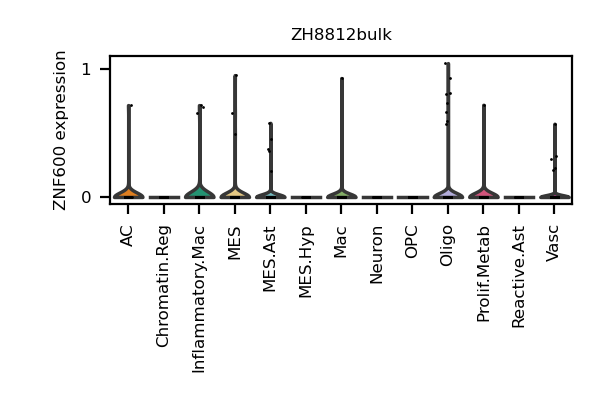 ZH8812bulk
ZNF600 expression
1
0
AC
Chromatin.Reg
Inflammatory.Mac
MES
MES.Ast
MES.Hyp
Mac
Neuron
OPC
Oligo
Prolif.Metab
Reactive.Ast
Vasc